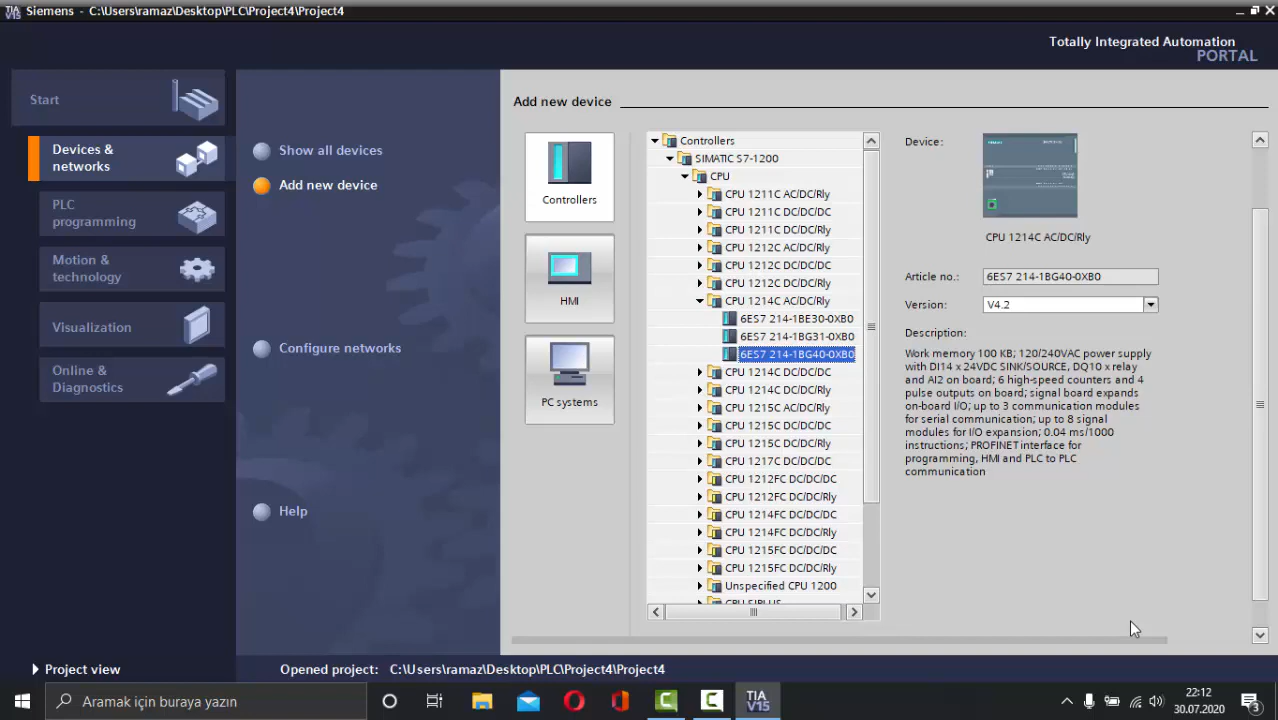 TIA V15 Siemens - C:\Users\ramaz\Desktop\PLC\Project4\Project4
Totally Integrated Automation
PORTAL
Start
Devices &
networks
PLC
programming
Motion &
technology
Visualization
Online &
Diagnostics
Show all devices
Add new device
Configure networks
Help
Add new device
Controllers
HMI
PC systems
Controllers
SIMATIC S7-1200
CPU
CPU 1211C AC/DC/Rly
CPU 1211C DC/DC/DC
CPU 1211C DC/DC/Rly
CPU 1212C AC/DC/Rly
CPU 1212C DC/DC/DC
CPU 1212C DC/DC/Rly
CPU 1214C AC/DC/Rly
6ES7 214-1BE30-0XB0
6ES7 214-1BG31-0XB0
6ES7 214-1BG40-0XB0
CPU 1214C DC/DC/DC
CPU 1214C DC/DC/Rly
CPU 1215C AC/DC/Rly
CPU 1215C DC/DC/DC
CPU 1215C DC/DC/Rly
CPU 1217C DC/DC/DC
CPU 1212FC DC/DC/DC
CPU 1212FC DC/DC/Rly
CPU 1214FC DC/DC/DC
CPU 1214FC DC/DC/Rly
CPU 1215FC DC/DC/DC
CPU 1215FC DC/DC/Rly
Unspecified CPU 1200
CPU SIPLUS
Device:
CPU 1214C AC/DC/Rly
Article no.: 6ES7 214-1BG40-0XB0
Version: V4.2
Description:
Work memory 100 KB; 120/240VAC power supply
with DI14 x 24VDC SINK/SOURCE, DQ10 x relay
and AI2 on board; 6 high-speed counters and 4
pulse outputs on board; signal board expands
on-board I/O; up to 3 communication modules
for serial communication; up to 8 signal
modules for I/O expansion; 0.04 ms/1000
instructions; PROFINET interface for
programming, HMI and PLC to PLC
communication
Project view
Opened project: C:\Users\ramaz\Desktop\PLC\Project4\Project4
Aramak için buraya yazın
TIA
V15
22:12
30.07.2020
3